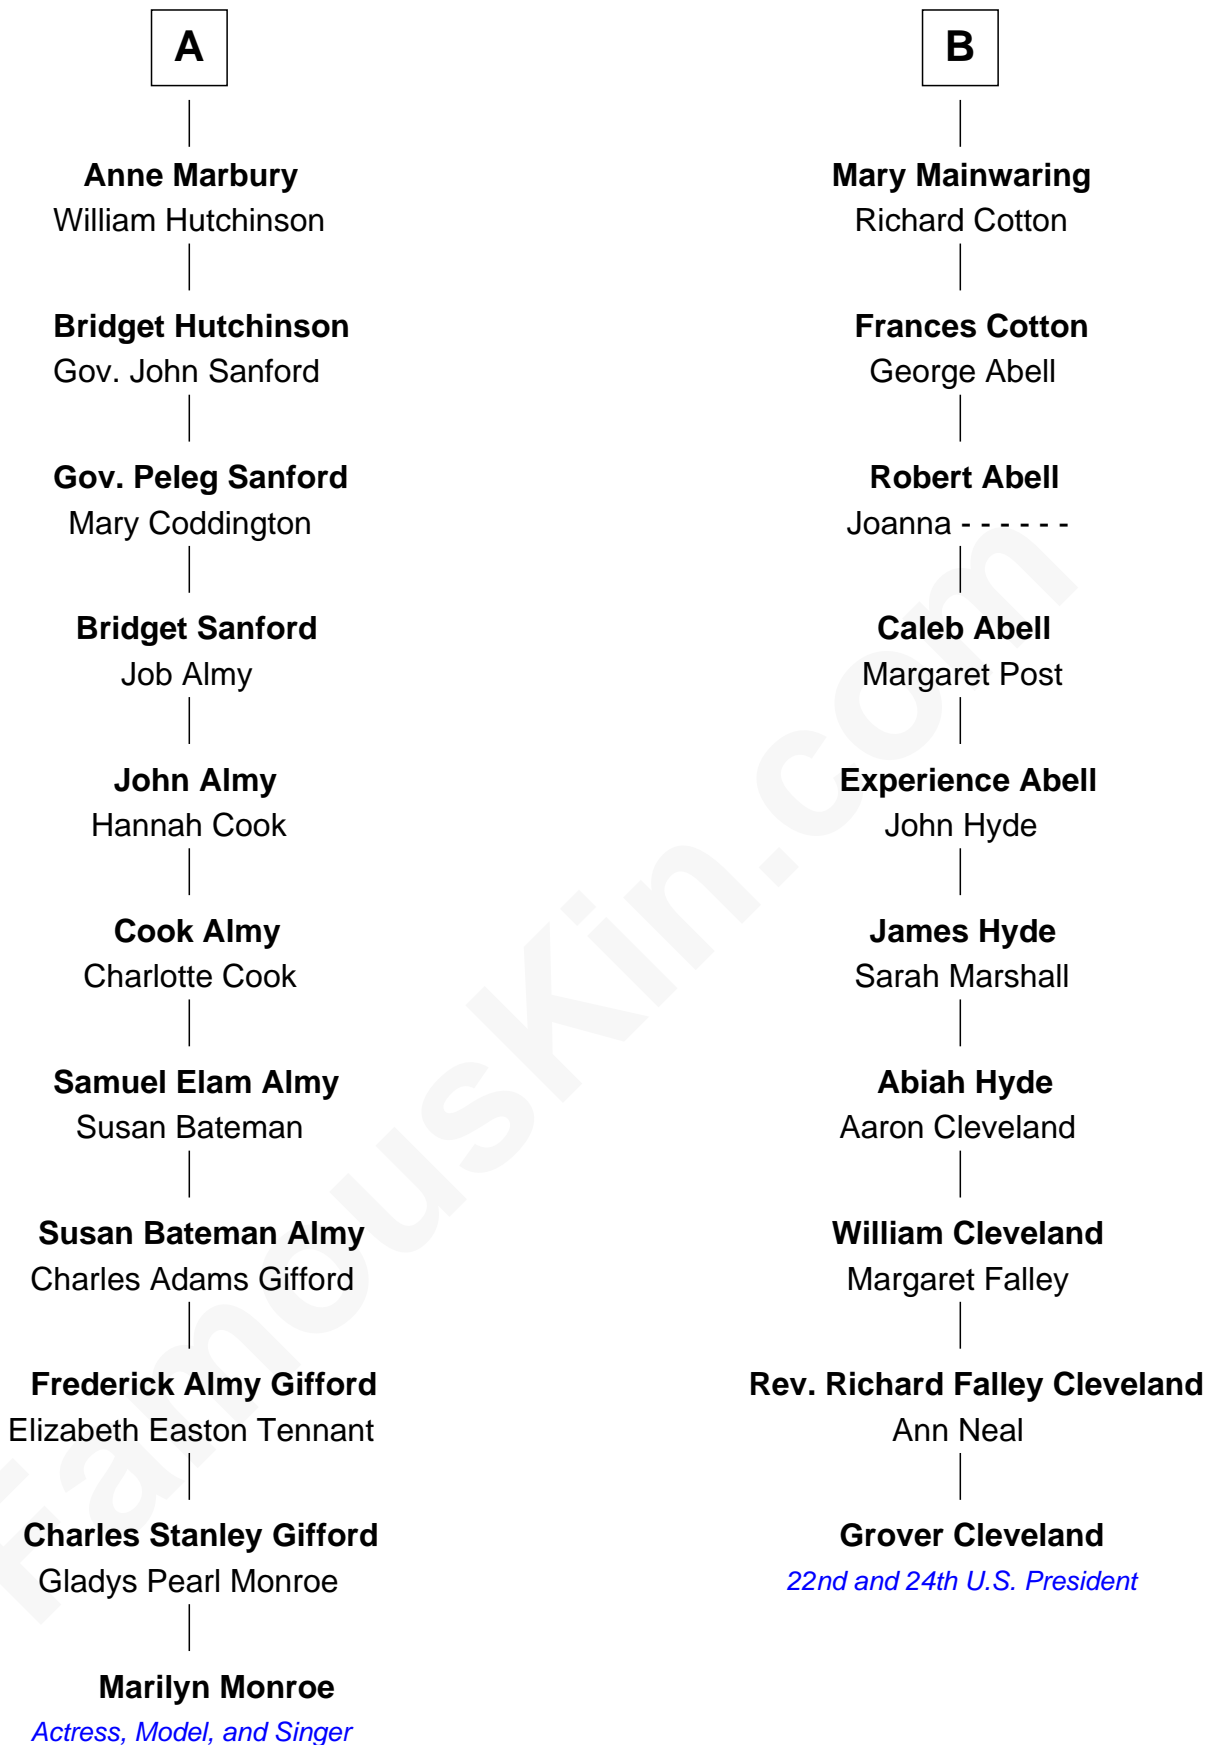 A
Anne Marbury
William Hutchinson
Bridget Hutchinson
Gov. John Sanford
Gov. Peleg Sanford
Mary Coddington
Bridget Sanford
Job Almy
John Almy
Hannah Cook
Cook Almy
Charlotte Cook
Samuel Elam Almy
Susan Bateman
Susan Bateman Almy
Charles Adams Gifford
Frederick Almy Gifford
Elizabeth Easton Tennant
Charles Stanley Gifford
Gladys Pearl Monroe
Marilyn Monroe
Actress, Model, and Singer
B
Mary Mainwaring
Richard Cotton
Frances Cotton
George Abell
Robert Abell
Joanna - - - - - -
Caleb Abell
Margaret Post
Experience Abell
John Hyde
James Hyde
Sarah Marshall
Abiah Hyde
Aaron Cleveland
William Cleveland
Margaret Falley
Rev. Richard Falley Cleveland
Ann Neal
Grover Cleveland
22nd and 24th U.S. President
FamousKin.com